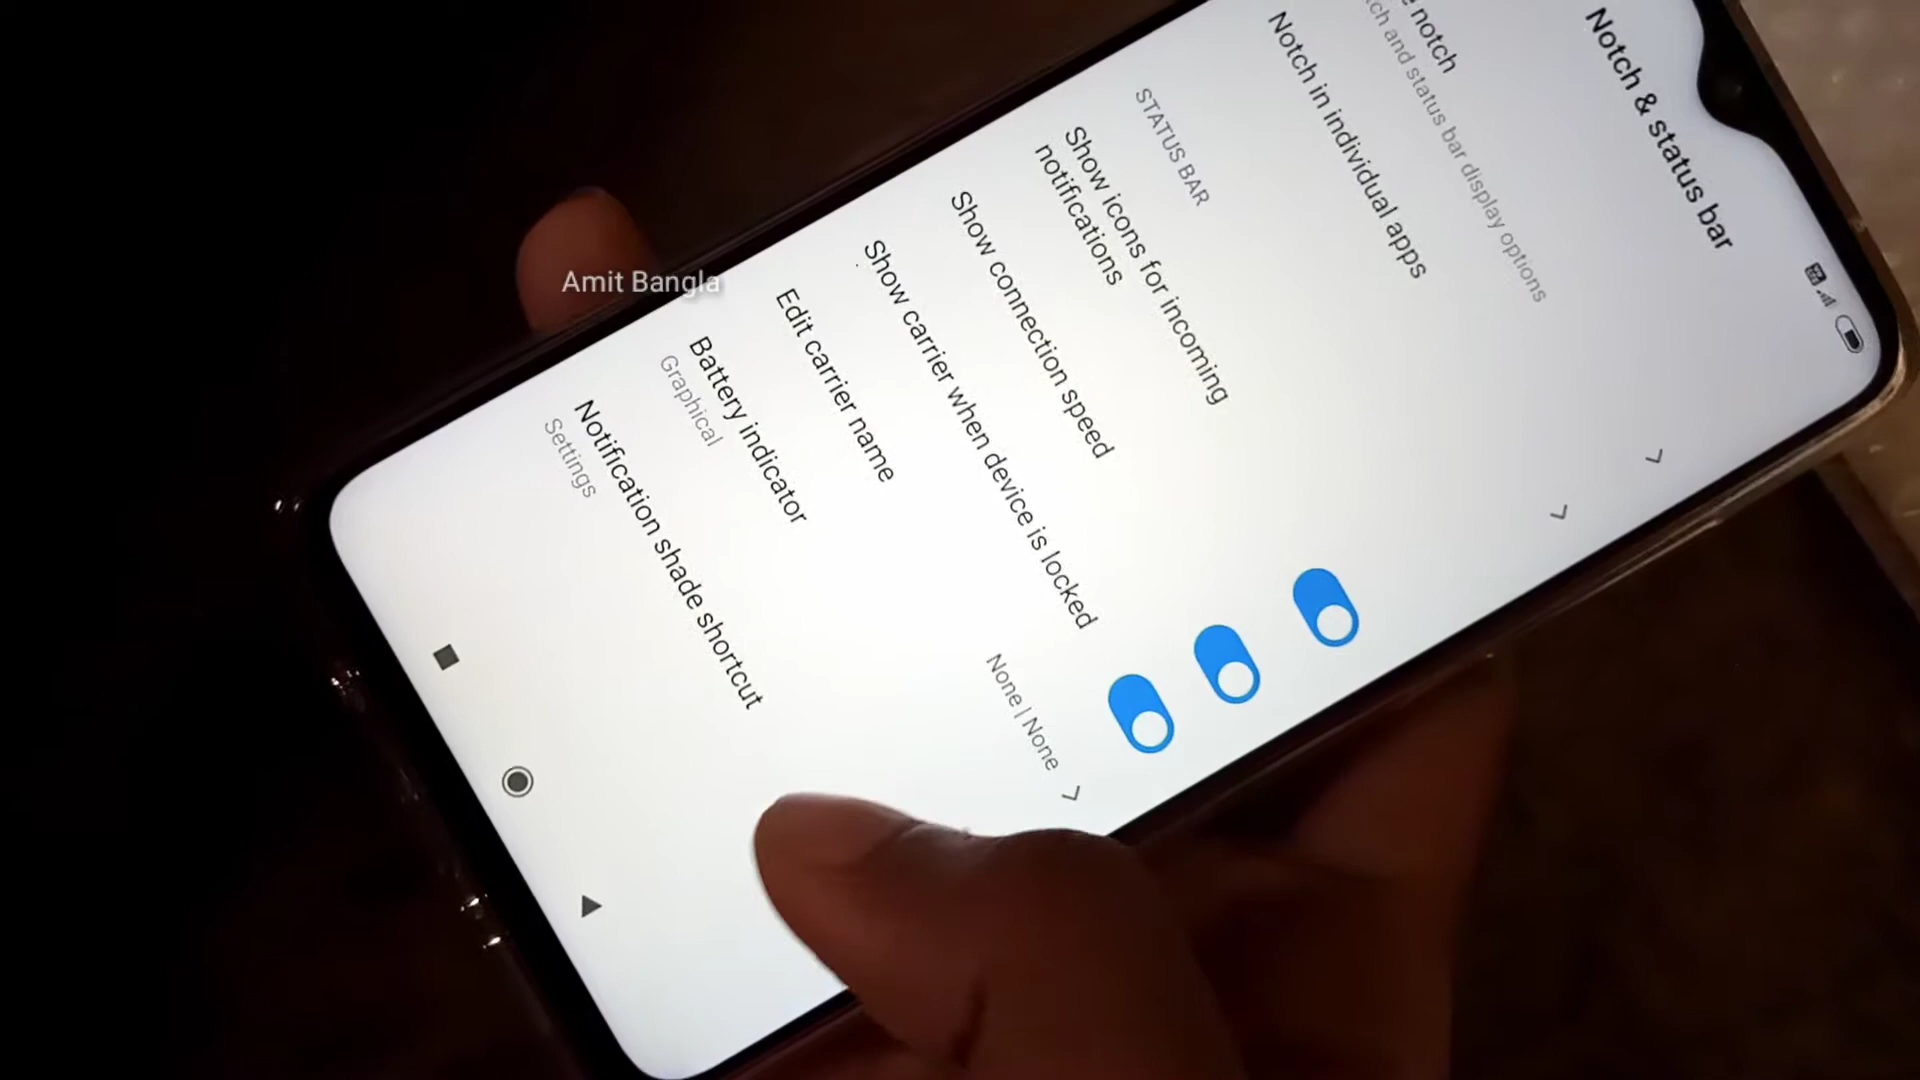 Notch & status bar
notch
and status bar display options
Notch in individual apps
STATUS BAR
Show icons for incoming
notifications
Show connection speed
Show carrier when device is locked
Edit carrier name
None | None
Battery indicator
Graphical
Notification shade shortcut
Settings
Amit Bangla